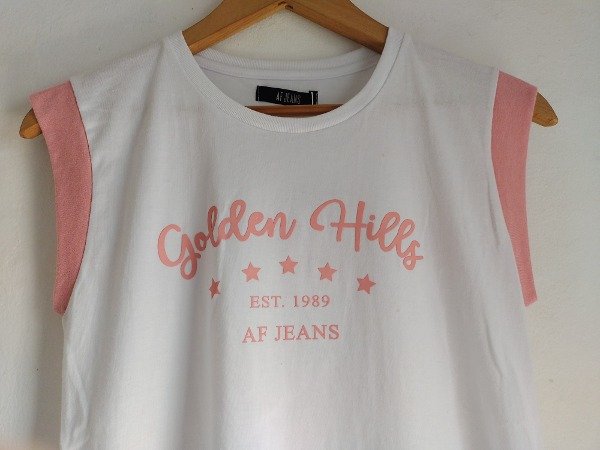 AF JEANS
Golden Hills
EST. 1989
AF JEANS